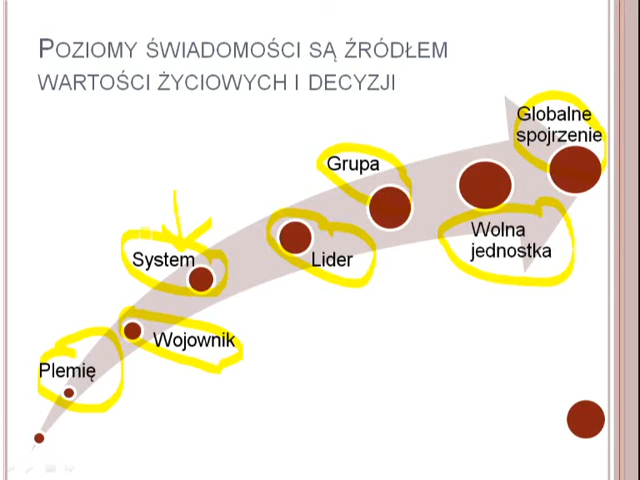 POZIOMY ŚWIADOMOŚCI SĄ ŹRÓDŁEM
WARTOŚCI ŻYCIOWYCH I DECYZJI
Globalne
spojrzenie
Grupa
Wolna
jednostka
System
Lider
Wojownik
Plemię